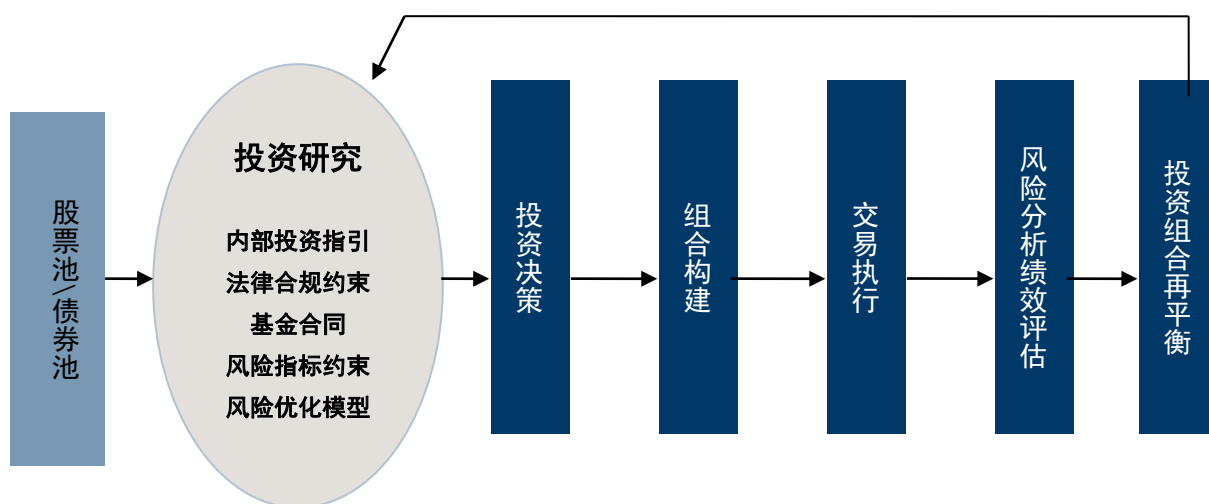 股票池\债券池
投资研究
内部投资指引
法律合规约束
基金合同
风险指标约束
风险优化模型
投资决策
组合构建
交易执行
风险分析绩效评估
投资组合再平衡